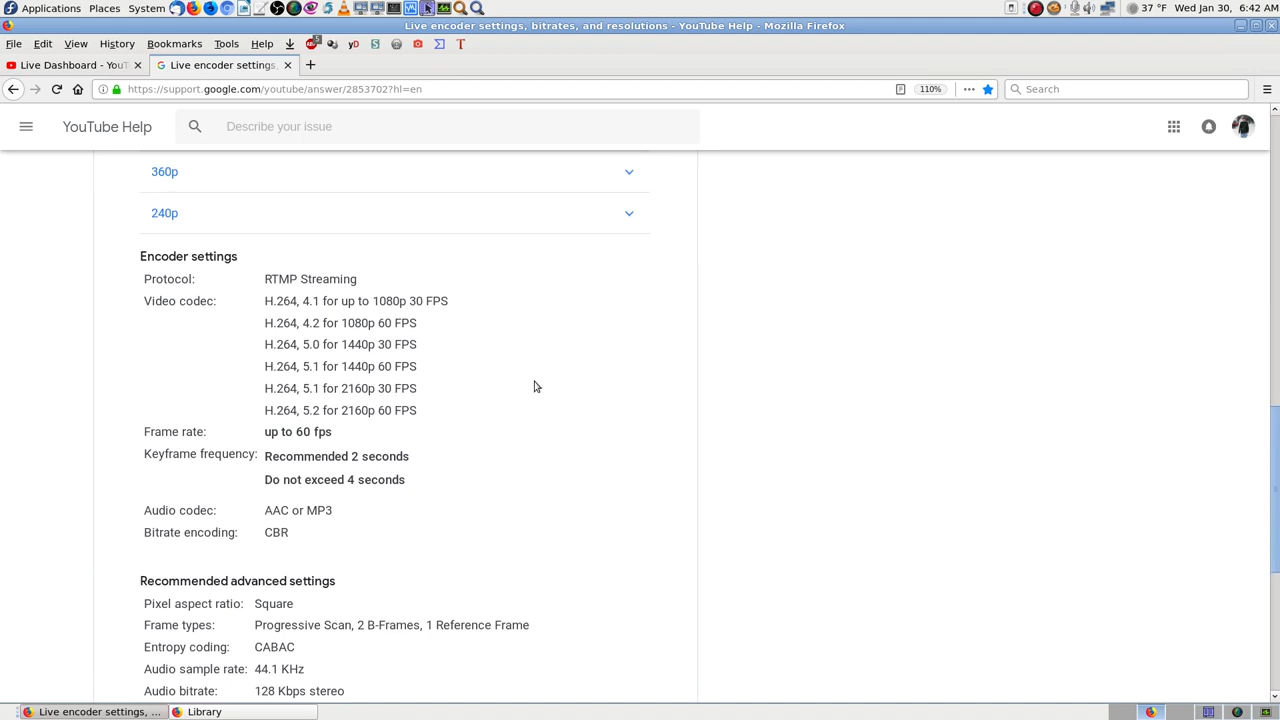 Applications Places System 37 °F Wed Jan 30, 6:42 AM
Live encoder settings, bitrates, and resolutions - YouTube Help - Mozilla Firefox
File Edit View History Bookmarks Tools Help 5 yD S Σ T
Live Dashboard - YouT Live encoder settings,
https://support.google.com/youtube/answer/2853702?hl=en 110% Search
YouTube Help Describe your issue
360p
240p
Encoder settings
Protocol: RTMP Streaming
Video codec: H.264, 4.1 for up to 1080p 30 FPS
H.264, 4.2 for 1080p 60 FPS
H.264, 5.0 for 1440p 30 FPS
H.264, 5.1 for 1440p 60 FPS
H.264, 5.1 for 2160p 30 FPS
H.264, 5.2 for 2160p 60 FPS
Frame rate: up to 60 fps
Keyframe frequency: Recommended 2 seconds
Do not exceed 4 seconds
Audio codec: AAC or MP3
Bitrate encoding: CBR
Recommended advanced settings
Pixel aspect ratio: Square
Frame types: Progressive Scan, 2 B-Frames, 1 Reference Frame
Entropy coding: CABAC
Audio sample rate: 44.1 KHz
Audio bitrate: 128 Kbps stereo
Live encoder settings, ... Library